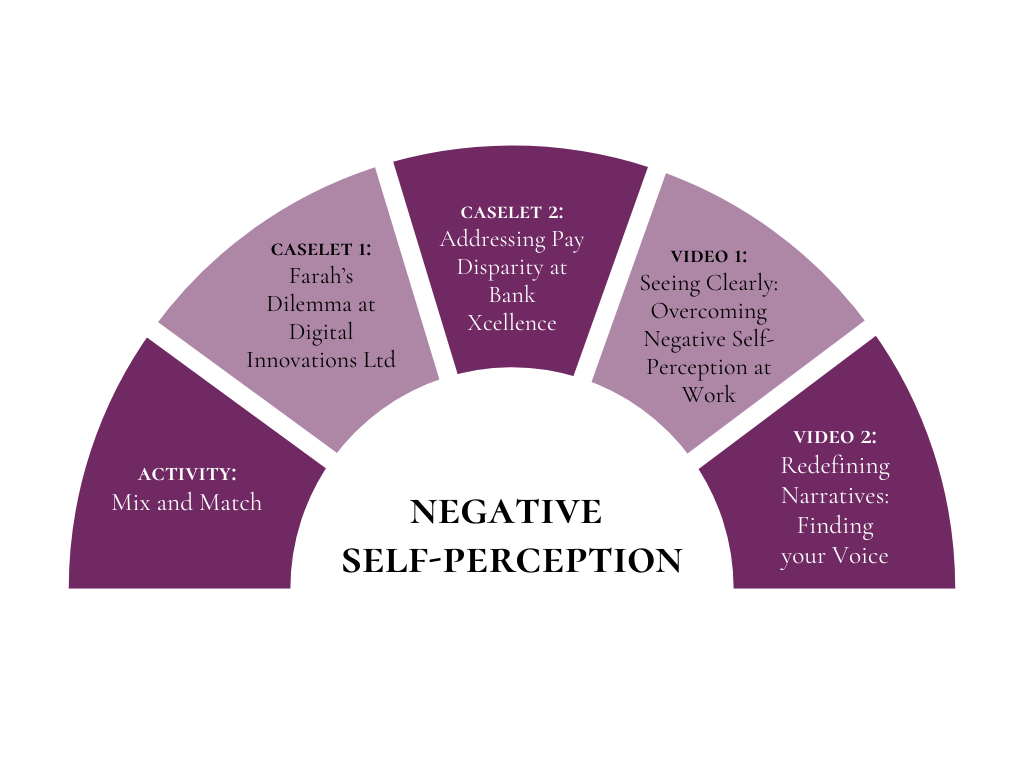 ACTIVITY:
Mix and Match
CASELET 1:
Farah's
Dilemma at
Digital
Innovations Ltd
CASELET 2:
Addressing Pay
Disparity at
Bank
Xcellence
VIDEO 1:
Seeing Clearly:
Overcoming
Negative Self-
Perception at
Work
VIDEO 2:
Redefining
Narratives:
Finding
your Voice
NEGATIVE
SELF-PERCEPTION